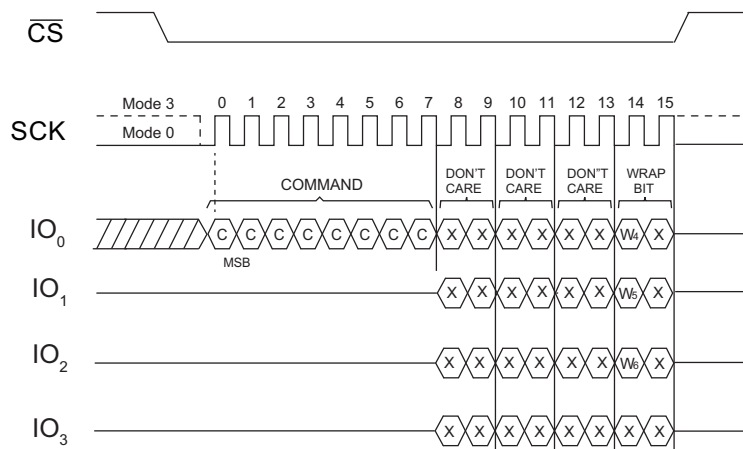 CS
Mode 3 0 1 2 3 4 5 6 7 8 9 10 11 12 13 14 15
SCK Mode 0
COMMAND DON'T CARE DON'T CARE DON"T CARE WRAP BIT
IO0 C C C C C C C C X X X X X X W4 X
MSB
IO1 X X X X X X W5 X
IO2 X X X X X X W6 X
IO3 X X X X X X X X